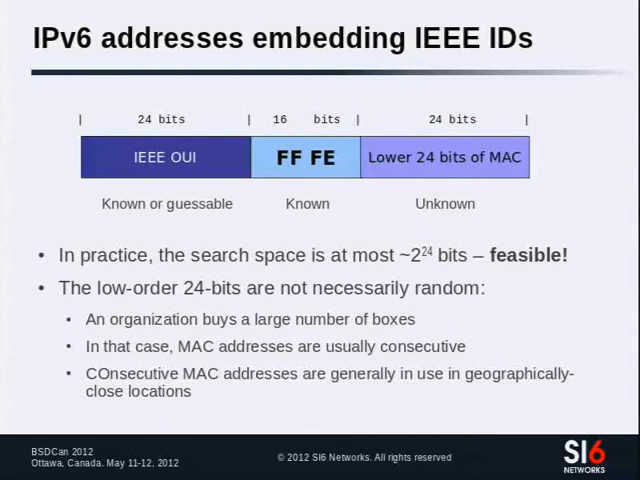 IPv6 addresses embedding IEEE IDs
| 24 bits | 16 bits | 24 bits |
IEEE OUI FF FE Lower 24 bits of MAC
Known or guessable Known Unknown
• In practice, the search space is at most ~2²⁴ bits – feasible!
• The low-order 24-bits are not necessarily random:
• An organization buys a large number of boxes
• In that case, MAC addresses are usually consecutive
• COnsecutive MAC addresses are generally in use in geographically-
close locations
BSDCan 2012
Ottawa, Canada. May 11-12, 2012
© 2012 SI6 Networks. All rights reserved
SI6
NETWORKS